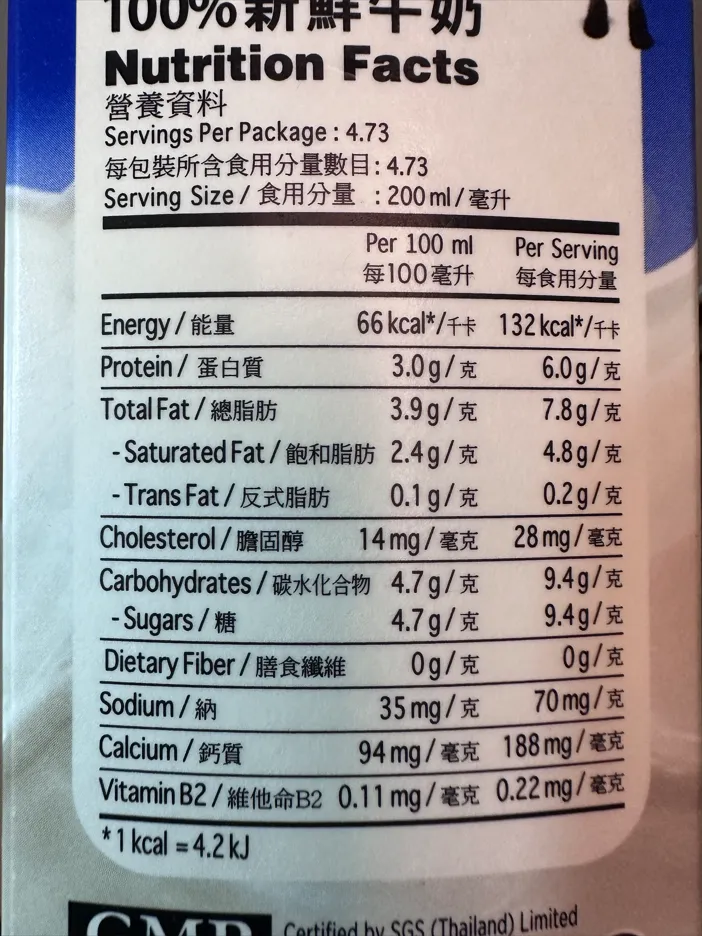 100%新鮮牛奶
Nutrition Facts
營養資料
Servings Per Package : 4.73
每包裝所含食用分量數目: 4.73
Serving Size / 食用分量 : 200 ml / 毫升
Per 100 ml Per Serving
每100毫升 每食用分量
Energy / 能量 66 kcal*/千卡 132 kcal*/千卡
Protein / 蛋白質 3.0 g / 克 6.0 g / 克
Total Fat / 總脂肪 3.9 g / 克 7.8 g / 克
- Saturated Fat / 飽和脂肪 2.4 g / 克 4.8 g / 克
- Trans Fat / 反式脂肪 0.1 g / 克 0.2 g / 克
Cholesterol / 膽固醇 14 mg / 毫克 28 mg / 毫克
Carbohydrates / 碳水化合物 4.7 g / 克 9.4 g / 克
- Sugars / 糖 4.7 g / 克 9.4 g / 克
Dietary Fiber / 膳食纖維 0 g / 克 0 g / 克
Sodium / 納 35 mg / 克 70 mg / 克
Calcium / 鈣質 94 mg / 毫克 188 mg / 毫克
Vitamin B2 / 維他命B2 0.11 mg / 毫克 0.22 mg / 毫克
* 1 kcal = 4.2 kJ
GMP
Certified by SGS (Thailand) Limited